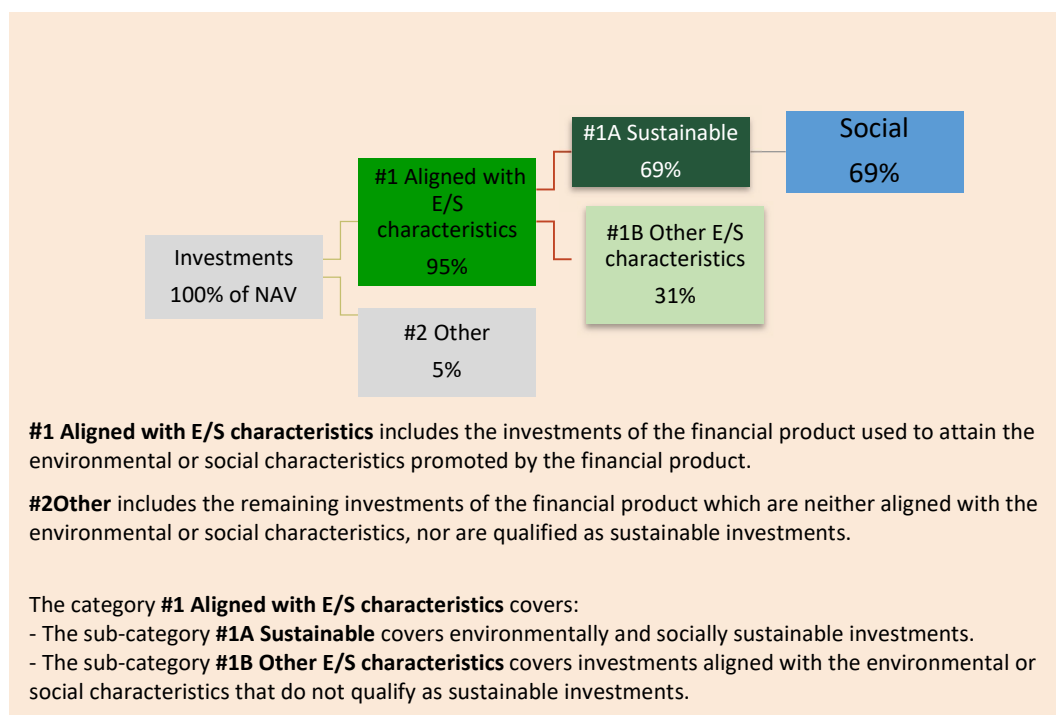 #1A Sustainable
69%
Social
69%
#1 Aligned with
E/S
characteristics
95%
#1B Other E/S
characteristics
31%
Investments
100% of NAV
#2 Other
5%
#1 Aligned with E/S characteristics includes the investments of the financial product used to attain the
environmental or social characteristics promoted by the financial product.
#2Other includes the remaining investments of the financial product which are neither aligned with the
environmental or social characteristics, nor are qualified as sustainable investments.
The category #1 Aligned with E/S characteristics covers:
- The sub-category #1A Sustainable covers environmentally and socially sustainable investments.
- The sub-category #1B Other E/S characteristics covers investments aligned with the environmental or
social characteristics that do not qualify as sustainable investments.